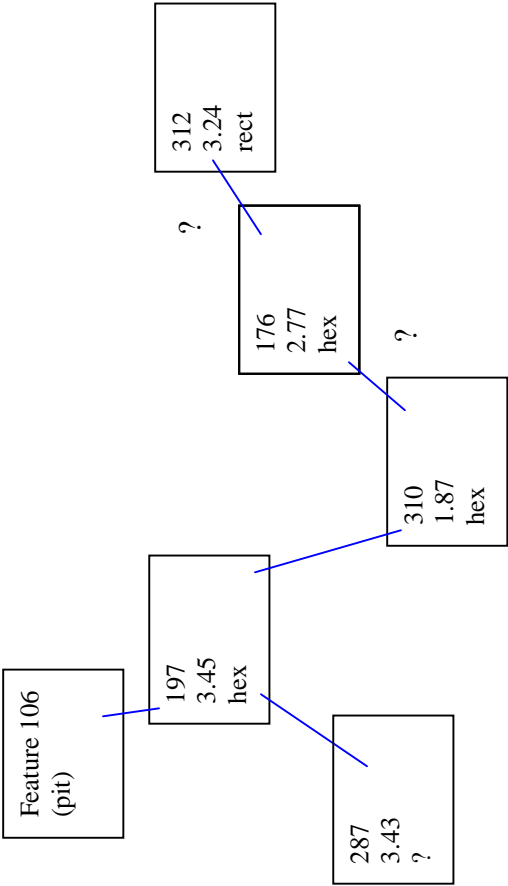 Feature 106
(pit)
197
3.45
hex
287
3.43
?
310
1.87
hex
?
176
2.77
hex
?
312
3.24
rect